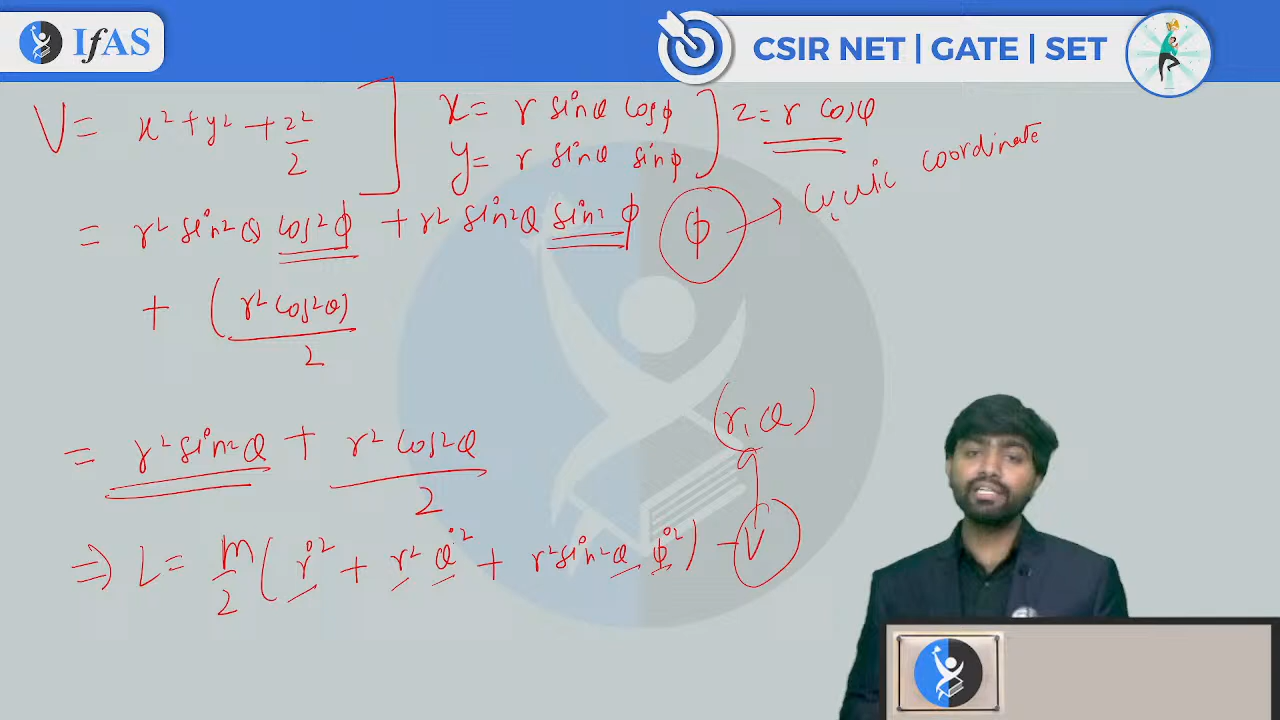 IfAS
CSIR NET | GATE | SET
V = x² + y² + z²/2 ] x = r sinθ cosϕ
y = r sinθ sinϕ ] z = r cosφ
= r² sin²θ cos²ϕ + r² sin²θ sin²ϕ
ϕ → Cyclic coordinate
+ (r² cos²θ)/2
= r² sin²θ + r² cos²θ/2
(r, θ)
⇒ L = m/2 (ṙ² + r² θ̇² + r² sin²θ ϕ̇²) - V